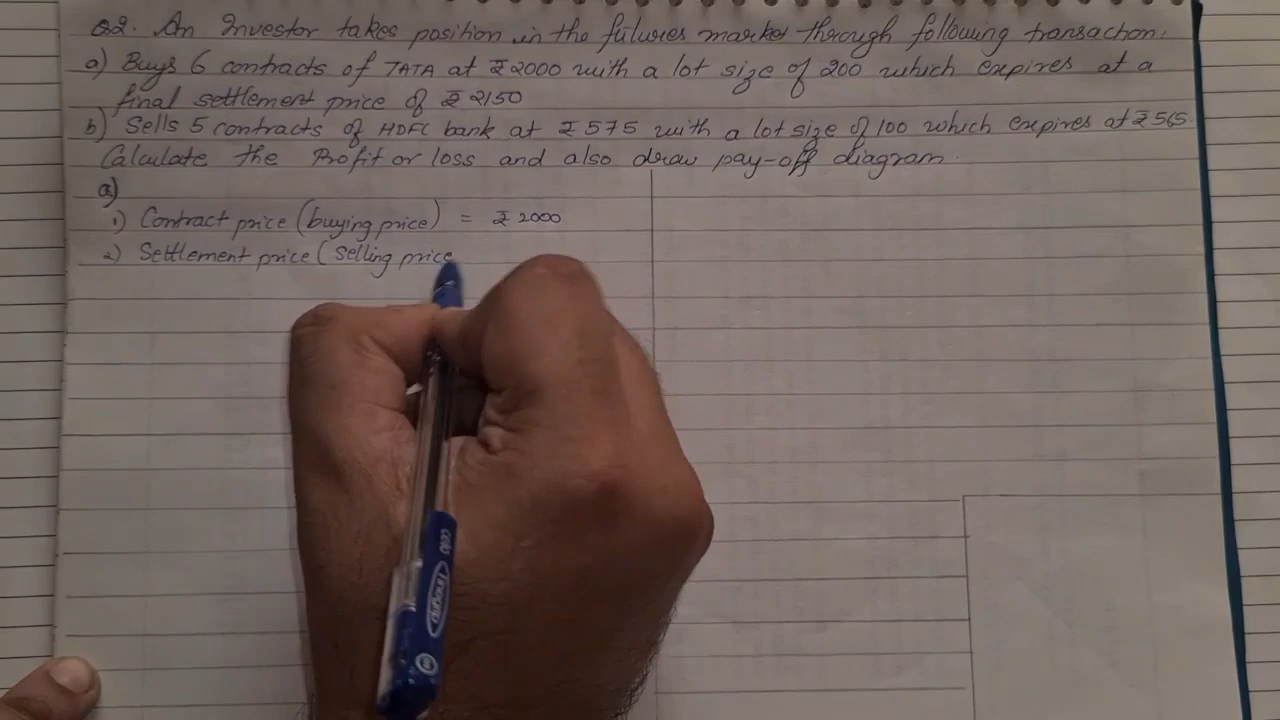 Q2. An Investor takes position in the futures market through following transaction.
a) Buys 6 contracts of TATA at ₹ 2000 with a lot size of 200 which expires at a
final settlement price of ₹ 2150
b) Sells 5 contracts of HDFC bank at ₹ 575 with a lot size of 100 which expires at ₹ 565.
Calculate the Profit or loss and also draw pay-off diagram.
a)
1) Contract price (buying price) = ₹ 2000
2) Settlement price (Selling price
cello